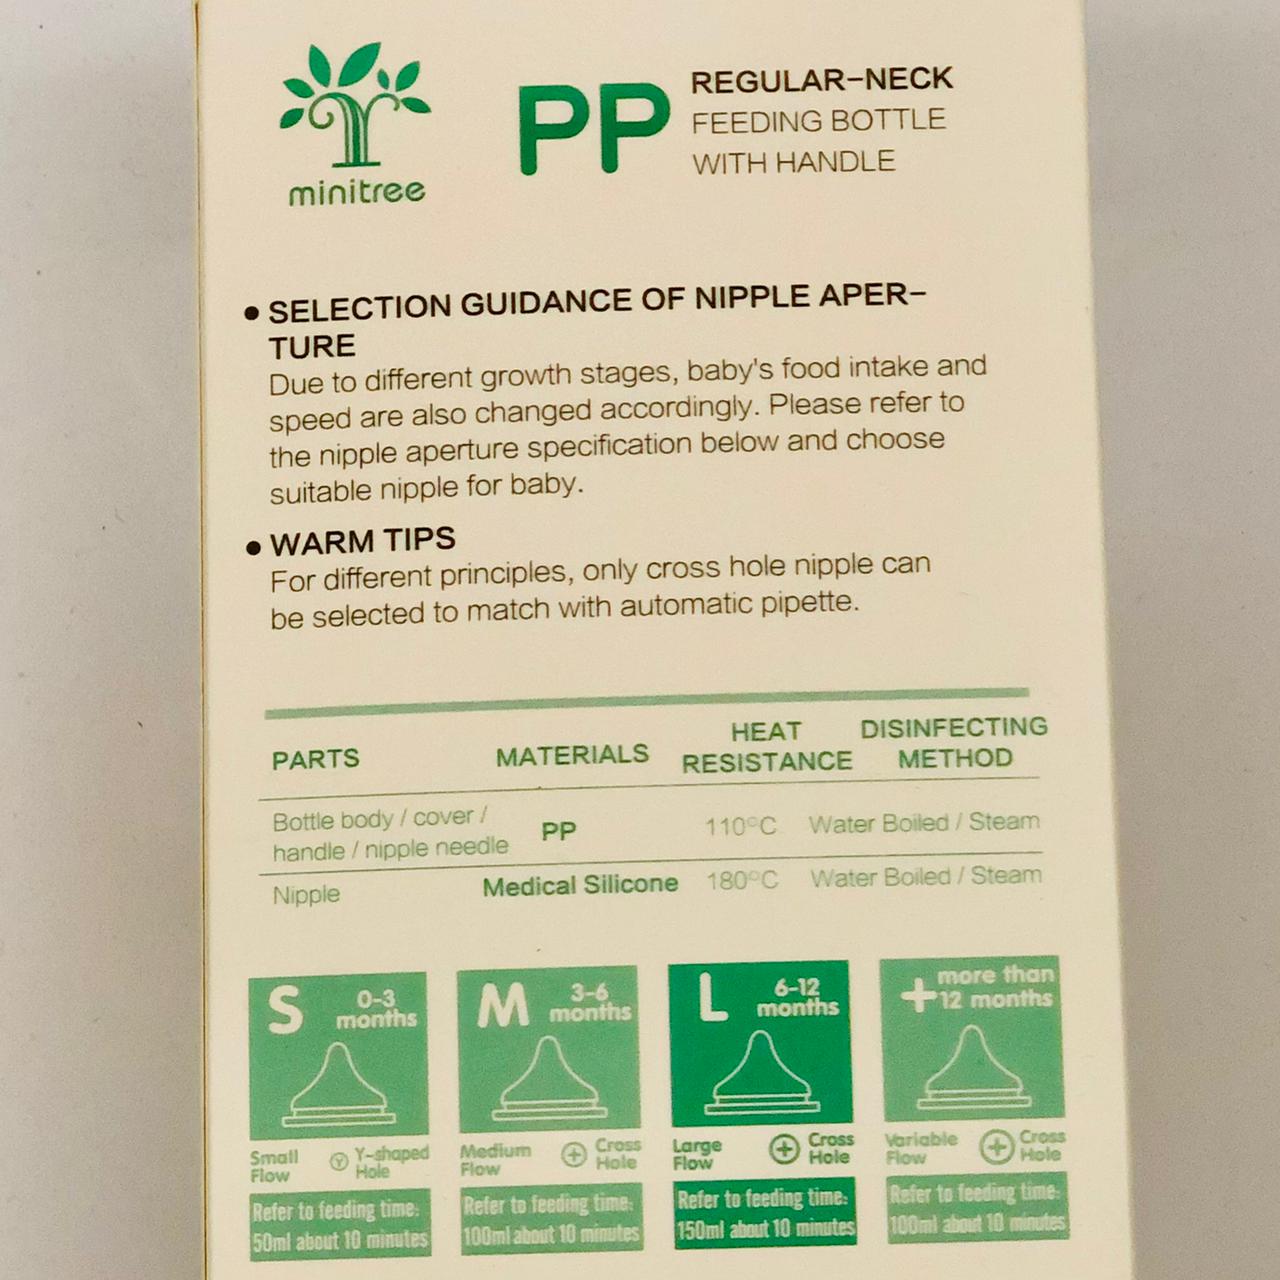 minitree
PP
REGULAR-NECK
FEEDING BOTTLE
WITH HANDLE
• SELECTION GUIDANCE OF NIPPLE APER-
TURE
Due to different growth stages, baby's food intake and
speed are also changed accordingly. Please refer to
the nipple aperture specification below and choose
suitable nipple for baby.
• WARM TIPS
For different principles, only cross hole nipple can
be selected to match with automatic pipette.
PARTS MATERIALS HEAT RESISTANCE DISINFECTING METHOD
Bottle body / cover /
handle / nipple needle PP 110°C Water Boiled / Steam
Nipple Medical Silicone 180°C Water Boiled / Steam
S 0-3
months
Small
Flow
Y Y-shaped
Hole
Refer to feeding time:
50ml about 10 minutes
M 3-6
months
Medium
Flow
+ Cross
Hole
Refer to feeding time:
100ml about 10 minutes
L 6-12
months
Large
Flow
+ Cross
Hole
Refer to feeding time:
150ml about 10 minutes
+ more than
12 months
Variable
Flow
+ Cross
Hole
Refer to feeding time:
100ml about 10 minutes